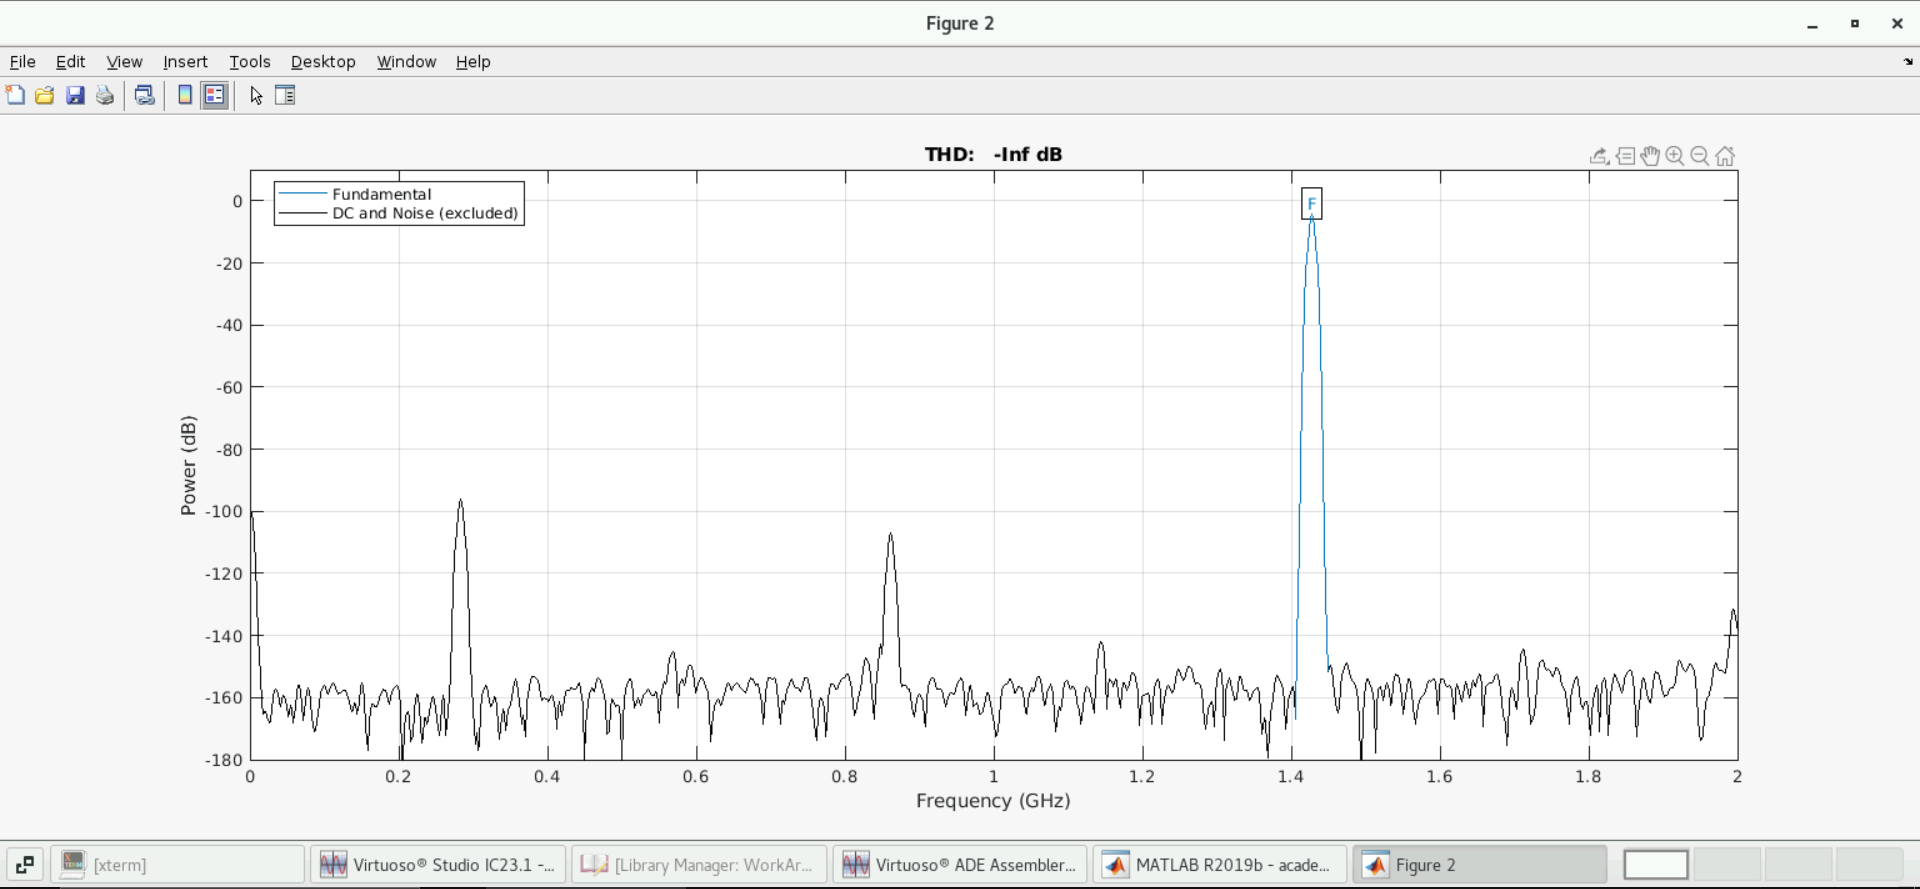 Figure 2
File Edit View Insert Tools Desktop Window Help
THD: -Inf dB
Fundamental
DC and Noise (excluded)
F
0
-20
-40
-60
-80
-100
-120
-140
-160
-180
Power (dB)
0 0.2 0.4 0.6 0.8 1 1.2 1.4 1.6 1.8 2
Frequency (GHz)
[xterm] Virtuoso® Studio IC23.1 -... [Library Manager: WorkAr... Virtuoso® ADE Assembler... MATLAB R2019b - acade... Figure 2